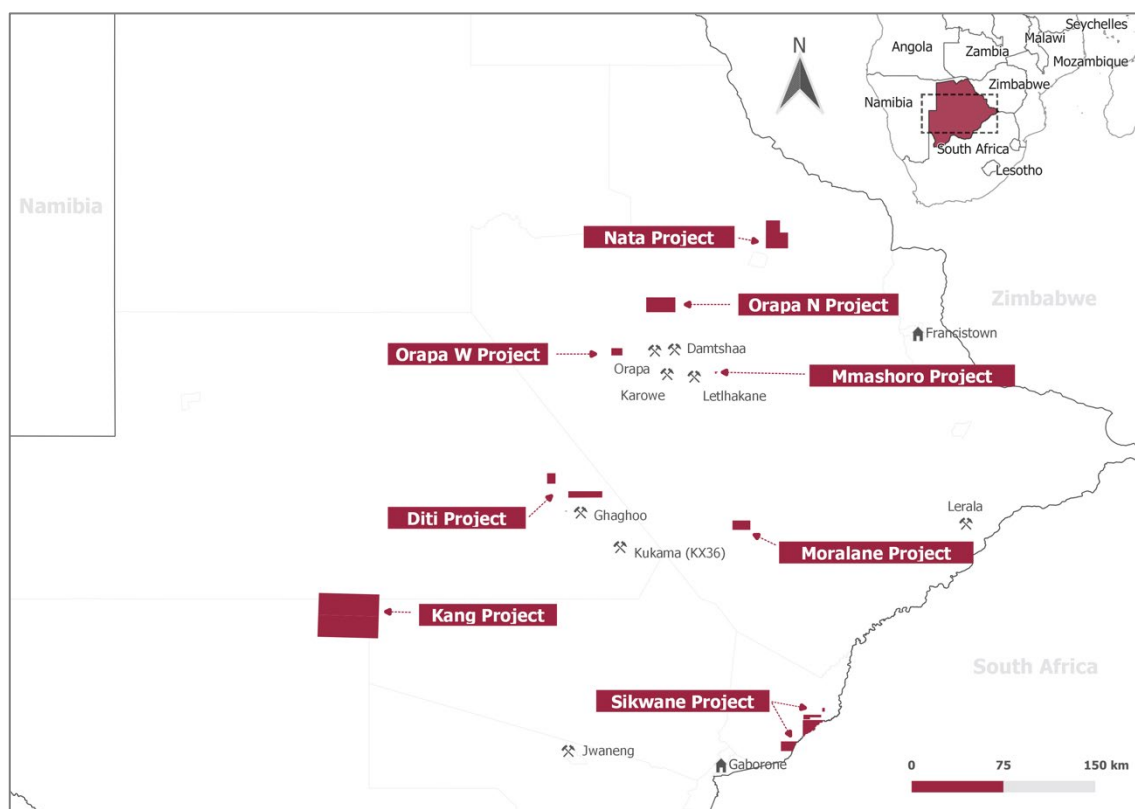 Seychelles
Malawi
Angola
Zambia
Mozambique
Zimbabwe
Namibia
South Africa
Lesotho
N
Namibia
Nata Project
Orapa N Project
Zimbabwe
Francistown
Orapa W Project
Damtshaa
Orapa
Mmashoro Project
Karowe
Letlhakane
Diti Project
Ghaghoo
Lerala
Kukama (KX36)
Moralane Project
Kang Project
South Africa
Sikwane Project
Jwaneng
Gaborone
0 75 150 km